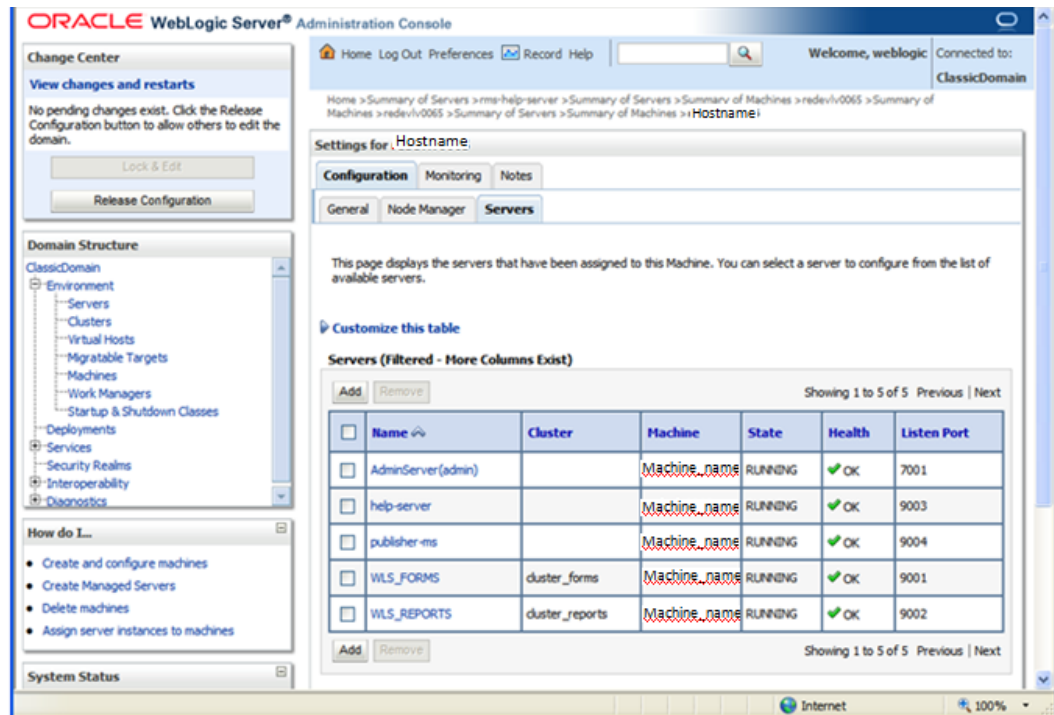 ORACLE WebLogic Server® Administration Console
Change Center
View changes and restarts
No pending changes exist. Click the Release
Configuration button to allow others to edit the
domain.
Lock & Edit
Release Configuration
Domain Structure
ClassicDomain
Environment
Servers
Clusters
Virtual Hosts
Migratable Targets
Machines
Work Managers
Startup & Shutdown Classes
Deployments
Services
Security Realms
Interoperability
Diagnostics
How do I...
Create and configure machines
Create Managed Servers
Delete machines
Assign server instances to machines
System Status
Home Log Out Preferences Record Help
Welcome, weblogic
Connected to:
ClassicDomain
Home >Summary of Servers >rms-help-server >Summary of Servers >Summary of Machines >redevlv0065 >Summary of
Machines >redevlv0065 >Summary of Servers >Summary of Machines >Hostname
Settings for Hostname
Configuration Monitoring Notes
General Node Manager Servers
This page displays the servers that have been assigned to this Machine. You can select a server to configure from the list of
available servers.
Customize this table
Servers (Filtered - More Columns Exist)
Add Remove Showing 1 to 5 of 5 Previous | Next
Name Cluster Machine State Health Listen Port
AdminServer(admin) Machine_name RUNNING OK 7001
help-server Machine_name RUNNING OK 9003
publisher-ms Machine_name RUNNING OK 9004
WLS_FORMS cluster_forms Machine_name RUNNING OK 9001
WLS_REPORTS cluster_reports Machine_name RUNNING OK 9002
Add Remove Showing 1 to 5 of 5 Previous | Next
Internet 100%